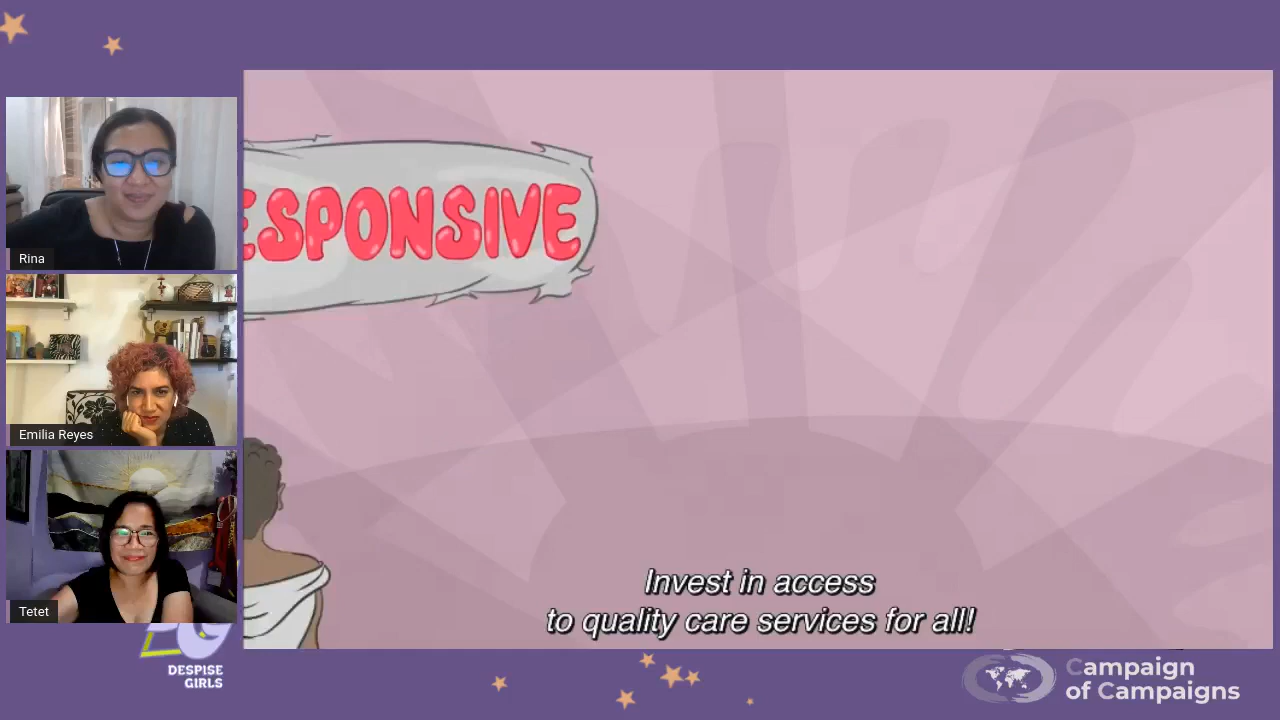 ESPONSIVE
Rina
Emilia Reyes
Tetet
Invest in access
to quality care services for all!
DESPISE
GIRLS
Campaign
of Campaigns